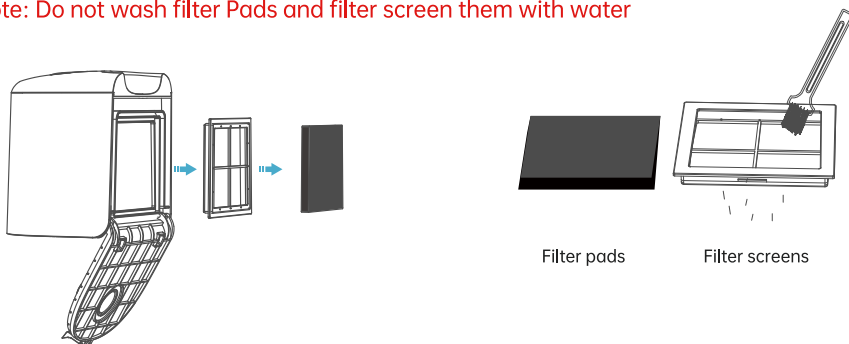 te: Do not wash filter Pads and filter screen them with water
Filter pads
Filter screens